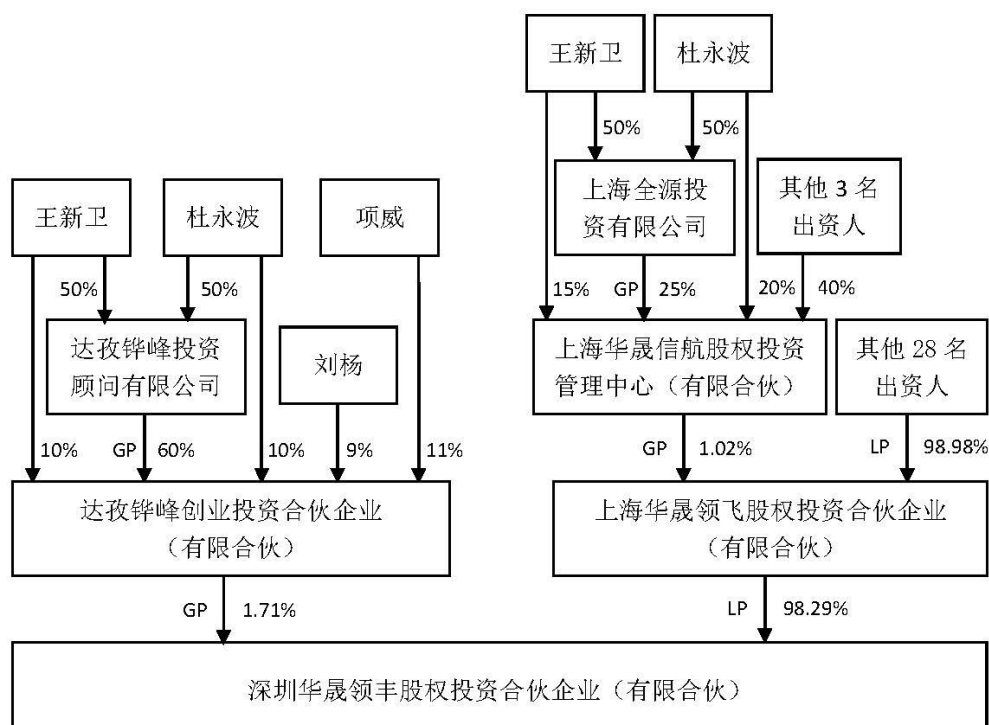 王新卫
杜永波
50%
50%
上海全源投
资有限公司
其他 3 名
出资人
王新卫
杜永波
项威
50%
50%
15%
GP
25%
20%
40%
达孜铧峰投资
顾问有限公司
刘杨
上海华晟信航股权投资
管理中心（有限合伙）
其他 28 名
出资人
10%
GP
60%
10%
9%
11%
GP
1.02%
LP
98.98%
达孜铧峰创业投资合伙企业
（有限合伙）
上海华晟领飞股权投资合伙企业
（有限合伙）
GP
1.71%
LP
98.29%
深圳华晟领丰股权投资合伙企业（有限合伙）